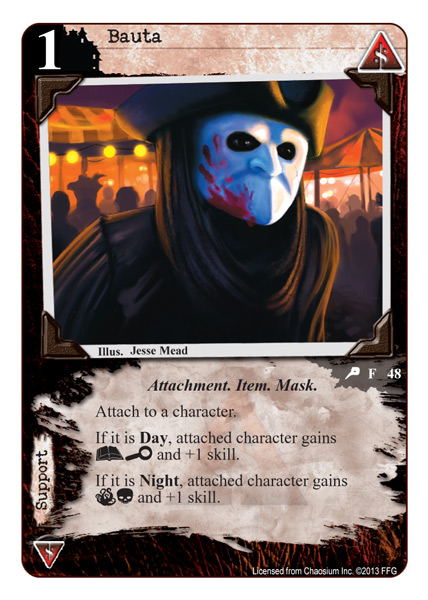 1
Bauta
Illus. Jesse Mead
F 48
Attachment. Item. Mask.
Attach to a character.
If it is Day, attached character gains
and +1 skill.
If it is Night, attached character gains
and +1 skill.
Support
Licensed from Chaosium Inc. ©2013 FFG